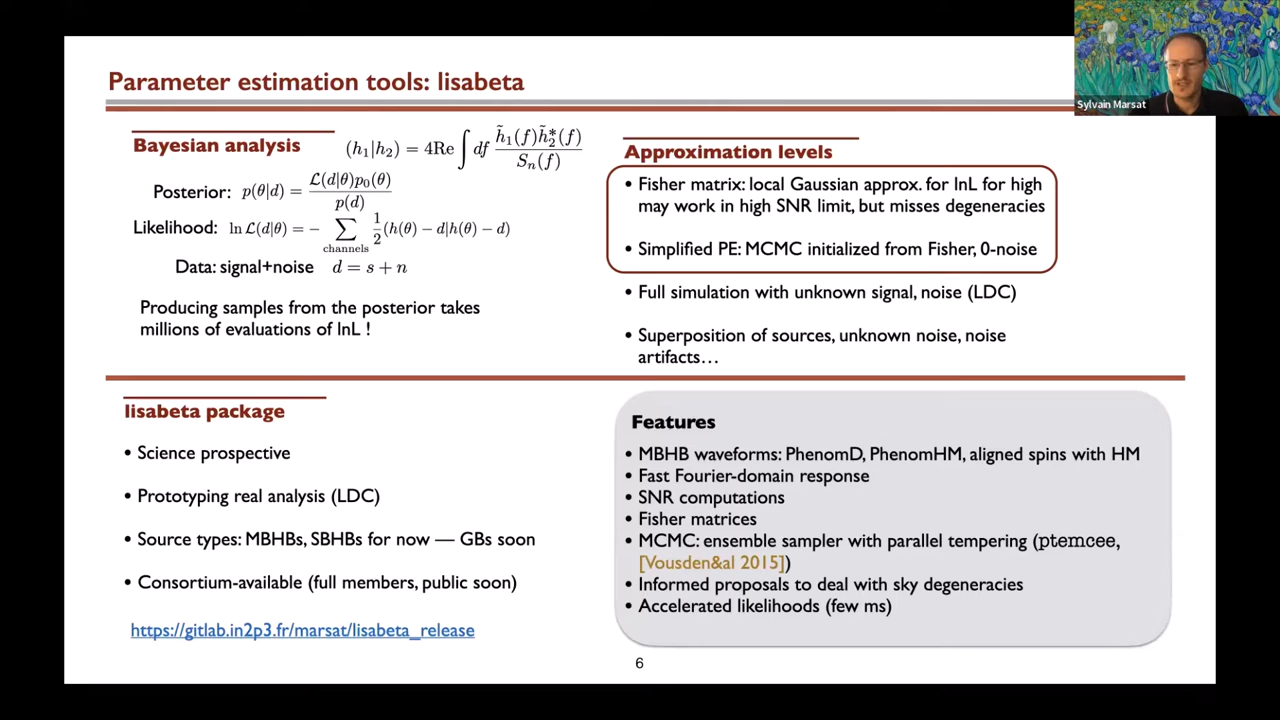 Parameter estimation tools: lisabeta
Sylvain Marsat
Bayesian analysis
(h₁|h₂) = 4Re ∫ df h̃₁(f)h̃₂*(f) / Sₙ(f)
Posterior: p(θ|d) = ℒ(d|θ)p₀(θ) / p(d)
Likelihood: ln ℒ(d|θ) = − ∑ channels 1/2 (h(θ) − d|h(θ) − d)
Data: signal+noise d = s + n
Producing samples from the posterior takes
millions of evaluations of lnL !
Approximation levels
• Fisher matrix: local Gaussian approx. for lnL for high
may work in high SNR limit, but misses degeneracies
• Simplified PE: MCMC initialized from Fisher, 0-noise
• Full simulation with unknown signal, noise (LDC)
• Superposition of sources, unknown noise, noise
artifacts…
lisabeta package
• Science prospective
• Prototyping real analysis (LDC)
• Source types: MBHBs, SBHBs for now — GBs soon
• Consortium-available (full members, public soon)
https://gitlab.in2p3.fr/marsat/lisabeta_release
Features
• MBHB waveforms: PhenomD, PhenomHM, aligned spins with HM
• Fast Fourier-domain response
• SNR computations
• Fisher matrices
• MCMC: ensemble sampler with parallel tempering (ptemcee,
[Vousden&al 2015])
• Informed proposals to deal with sky degeneracies
• Accelerated likelihoods (few ms)
6